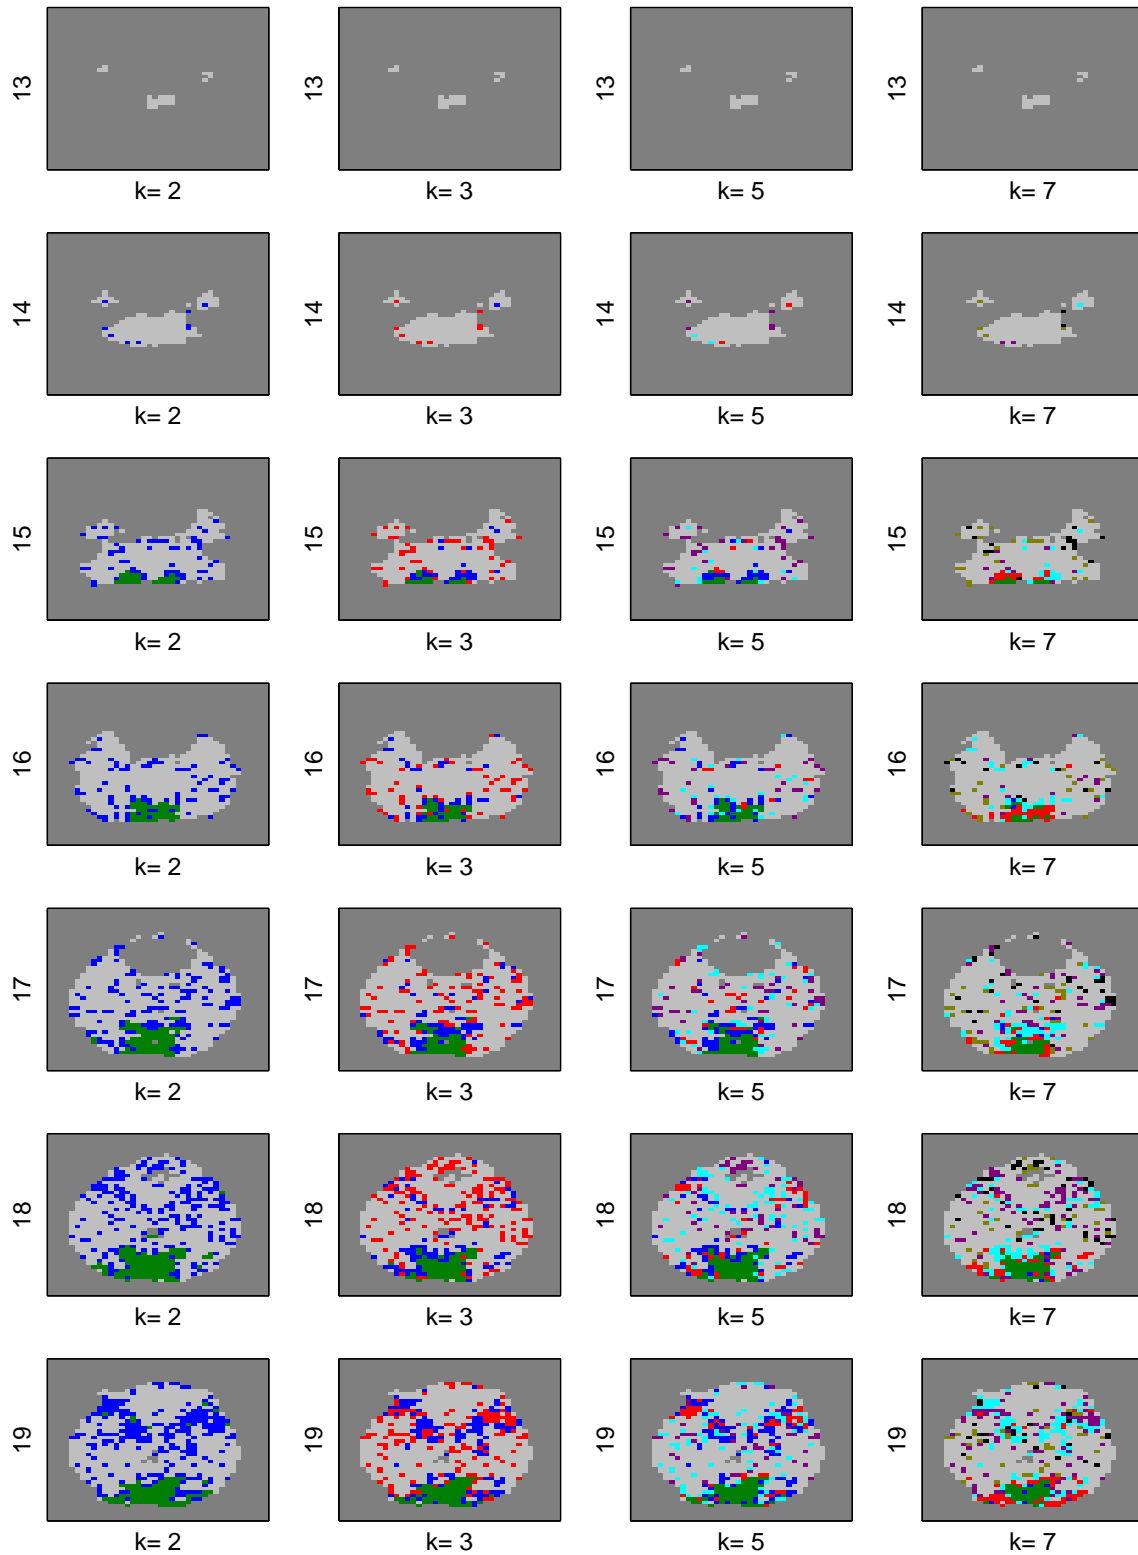 13 13 13 13
k= 2 k= 3 k= 5 k= 7
14 14 14 14
k= 2 k= 3 k= 5 k= 7
15 15 15 15
k= 2 k= 3 k= 5 k= 7
16 16 16 16
k= 2 k= 3 k= 5 k= 7
17 17 17 17
k= 2 k= 3 k= 5 k= 7
18 18 18 18
k= 2 k= 3 k= 5 k= 7
19 19 19 19
k= 2 k= 3 k= 5 k= 7